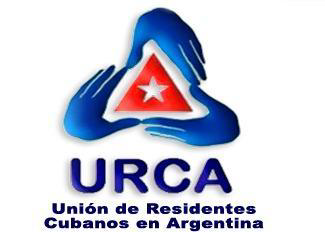 URCA
Unión de Residentes
Cubanos en Argentina